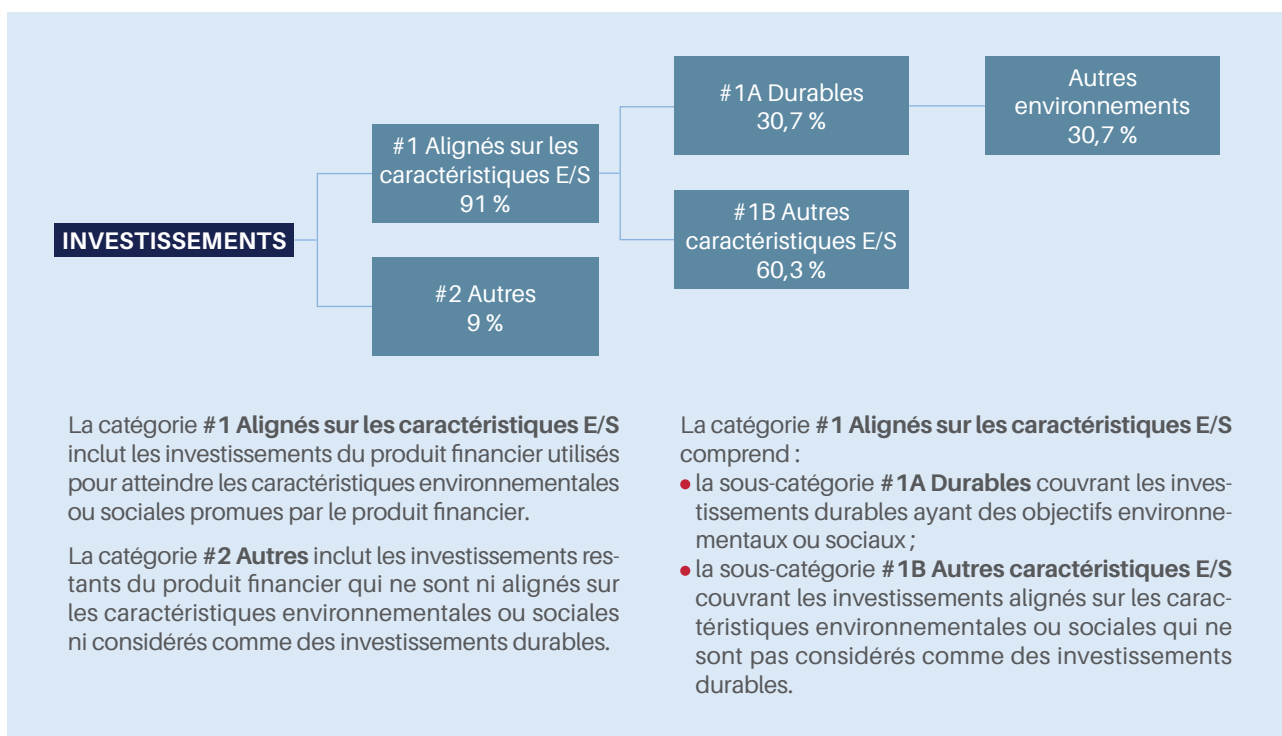 #1A Durables
30,7 %
Autres
environnements
30,7 %
#1 Alignés sur les
caractéristiques E/S
91 %
#1B Autres
caractéristiques E/S
60,3 %
INVESTISSEMENTS
#2 Autres
9 %
La catégorie #1 Alignés sur les caractéristiques E/S
inclut les investissements du produit financier utilisés
pour atteindre les caractéristiques environnementales
ou sociales promues par le produit financier.
La catégorie #2 Autres inclut les investissements res-
tants du produit financier qui ne sont ni alignés sur
les caractéristiques environnementales ou sociales
ni considérés comme des investissements durables.
La catégorie #1 Alignés sur les caractéristiques E/S
comprend :
• la sous-catégorie #1A Durables couvrant les inves-
tissements durables ayant des objectifs environne-
mentaux ou sociaux ;
• la sous-catégorie #1B Autres caractéristiques E/S
couvrant les investissements alignés sur les carac-
téristiques environnementales ou sociales qui ne
sont pas considérés comme des investissements
durables.